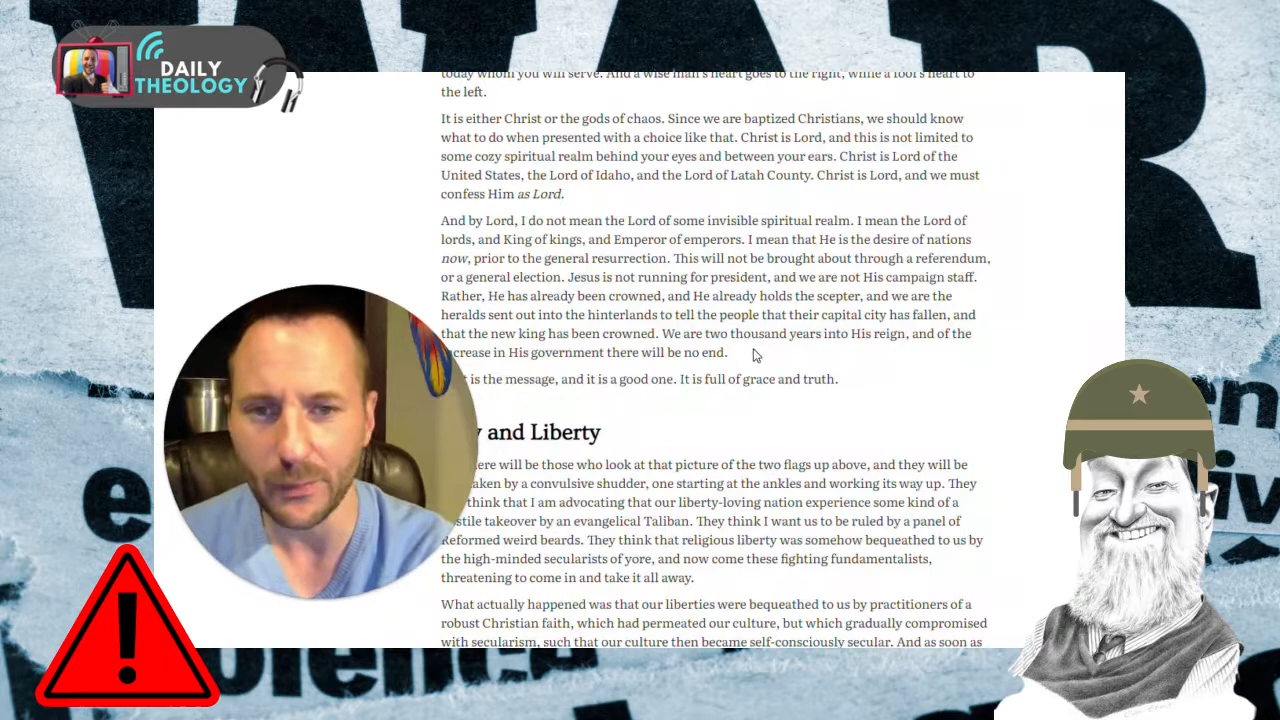 WAR
DAILY
THEOLOGY
today whom you will serve. And a wise man's heart goes to the right, while a fool's heart to
the left.
It is either Christ or the gods of chaos. Since we are baptized Christians, we should know
what to do when presented with a choice like that. Christ is Lord, and this is not limited to
some cozy spiritual realm behind your eyes and between your ears. Christ is Lord of the
United States, the Lord of Idaho, and the Lord of Latah County. Christ is Lord, and we must
confess Him as Lord.
And by Lord, I do not mean the Lord of some invisible spiritual realm. I mean the Lord of
lords, and King of kings, and Emperor of emperors. I mean that He is the desire of nations
now, prior to the general resurrection. This will not be brought about through a referendum,
or a general election. Jesus is not running for president, and we are not His campaign staff.
Rather, He has already been crowned, and He already holds the scepter, and we are the
heralds sent out into the hinterlands to tell the people that their capital city has fallen, and
that the new king has been crowned. We are two thousand years into His reign, and of the
crease in His government there will be no end.
is the message, and it is a good one. It is full of grace and truth.
y and Liberty
ere will be those who look at that picture of the two flags up above, and they will be
aken by a convulsive shudder, one starting at the ankles and working its way up. They
think that I am advocating that our liberty-loving nation experience some kind of a
stile takeover by an evangelical Taliban. They think I want us to be ruled by a panel of
Reformed weird beards. They think that religious liberty was somehow bequeathed to us by
the high-minded secularists of yore, and now come these fighting fundamentalists,
threatening to come in and take it all away.
What actually happened was that our liberties were bequeathed to us by practitioners of a
robust Christian faith, which had permeated our culture, but which gradually compromised
with secularism, such that our culture then became self-consciously secular. And as soon as